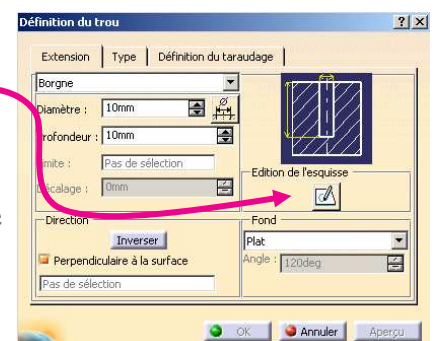 Définition du trou
Extension
Type
Définition du taraudage
Borgne
Diamètre :
10mm
Profondeur :
10mm
Limite :
Pas de sélection
Décalage :
0mm
Edition de l'esquisse
Direction
Inverser
Perpendiculaire à la surface
Pas de sélection
Fond
Plat
Angle :
120deg
OK
Annuler
Aperçu